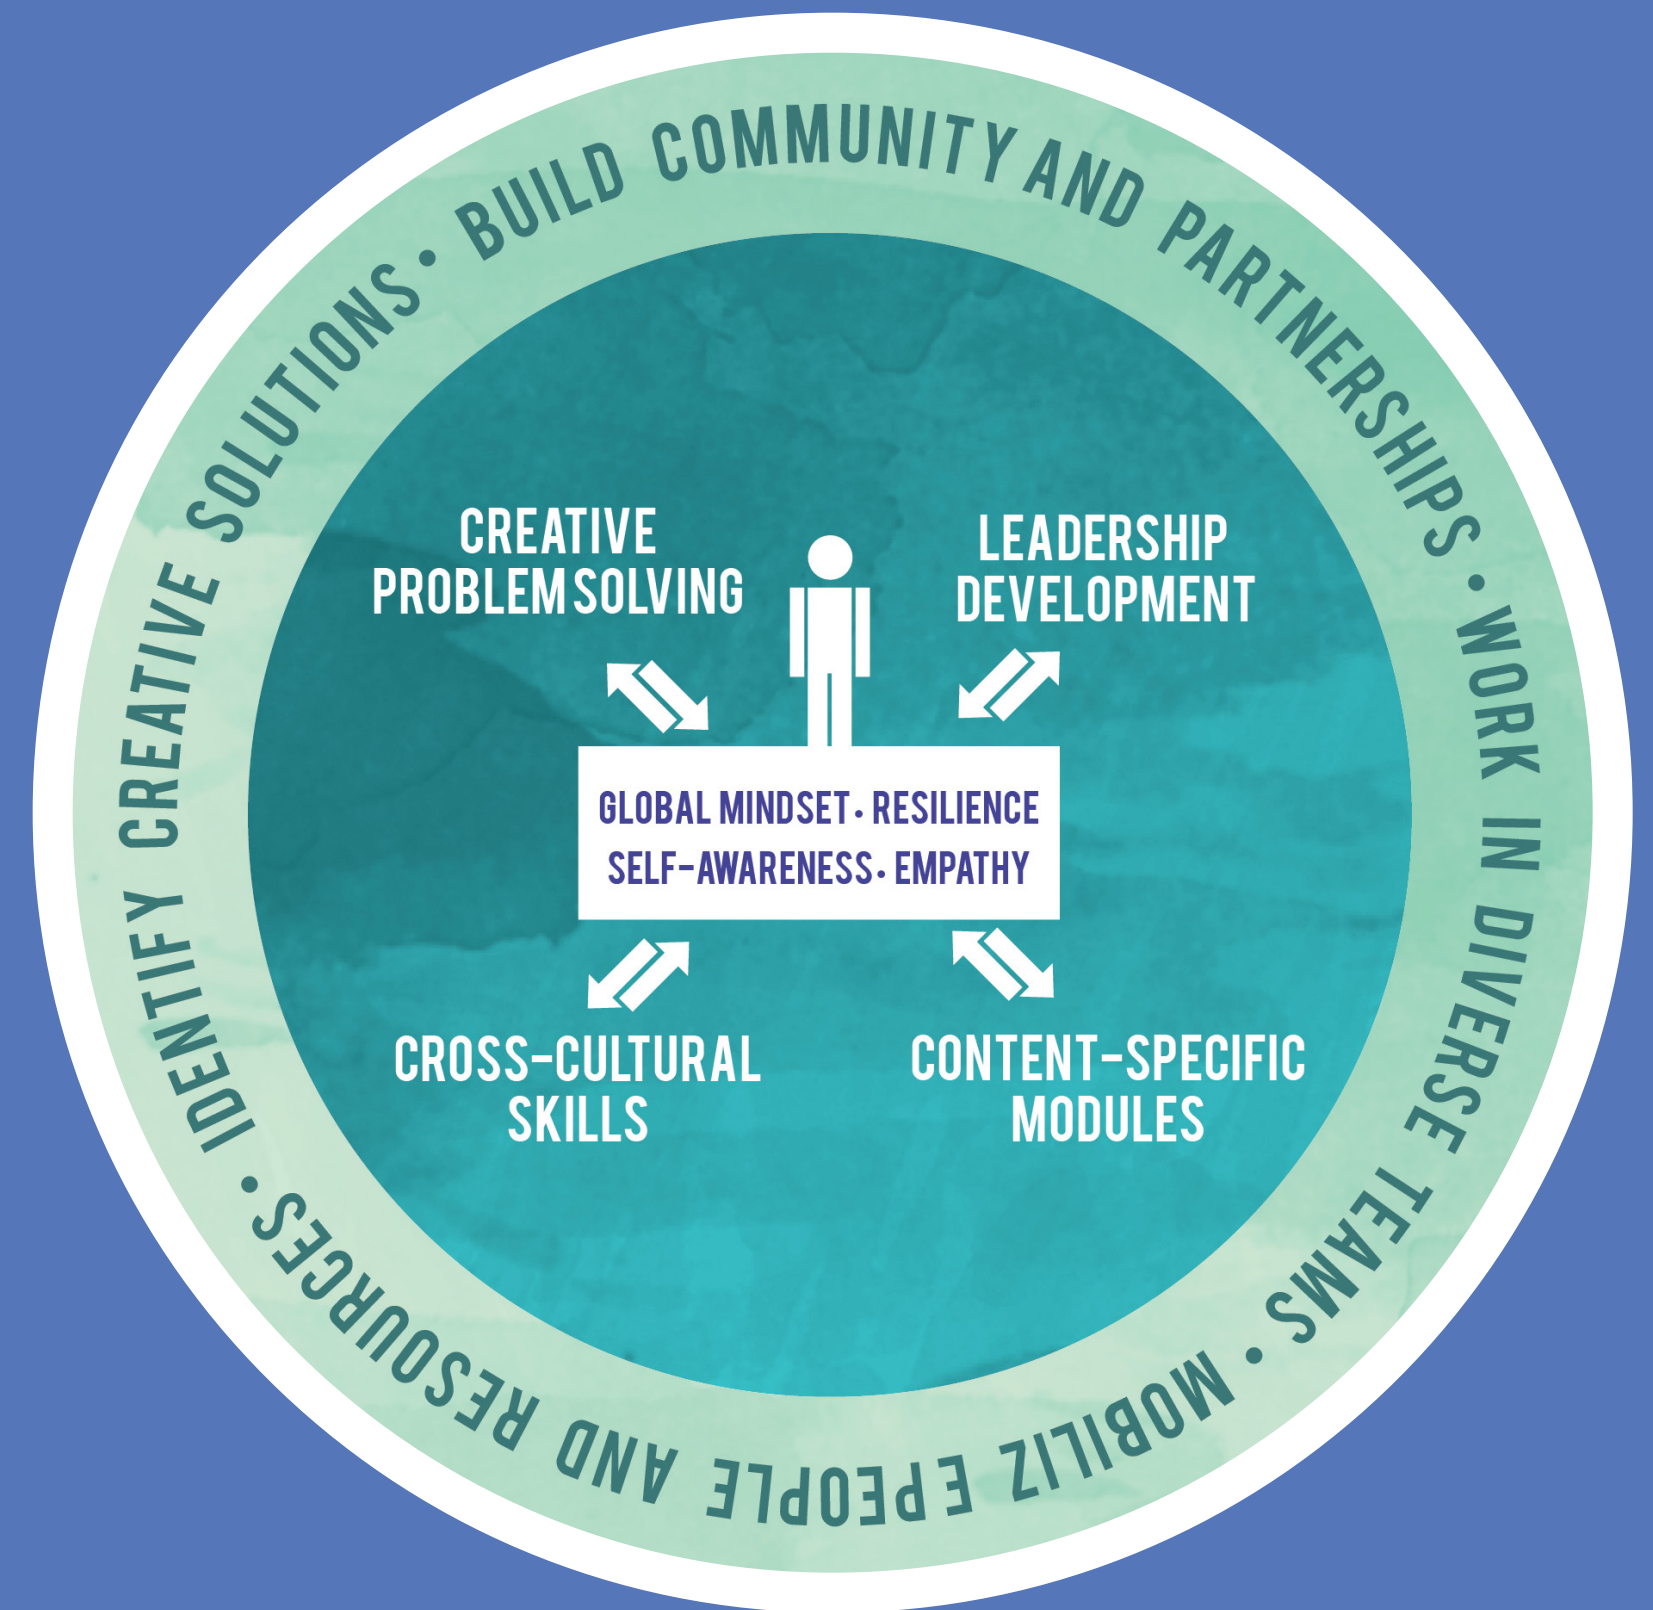 BUILD COMMUNITY AND PARTNERSHIPS • WORK IN DIVERSE TEAMS • MOBILIZ EPEOPLE AND RESOURCES • IDENTIFY CREATIVE SOLUTIONS •
CREATIVE
PROBLEM SOLVING
LEADERSHIP
DEVELOPMENT
GLOBAL MINDSET • RESILIENCE
SELF-AWARENESS • EMPATHY
CROSS-CULTURAL
SKILLS
CONTENT-SPECIFIC
MODULES